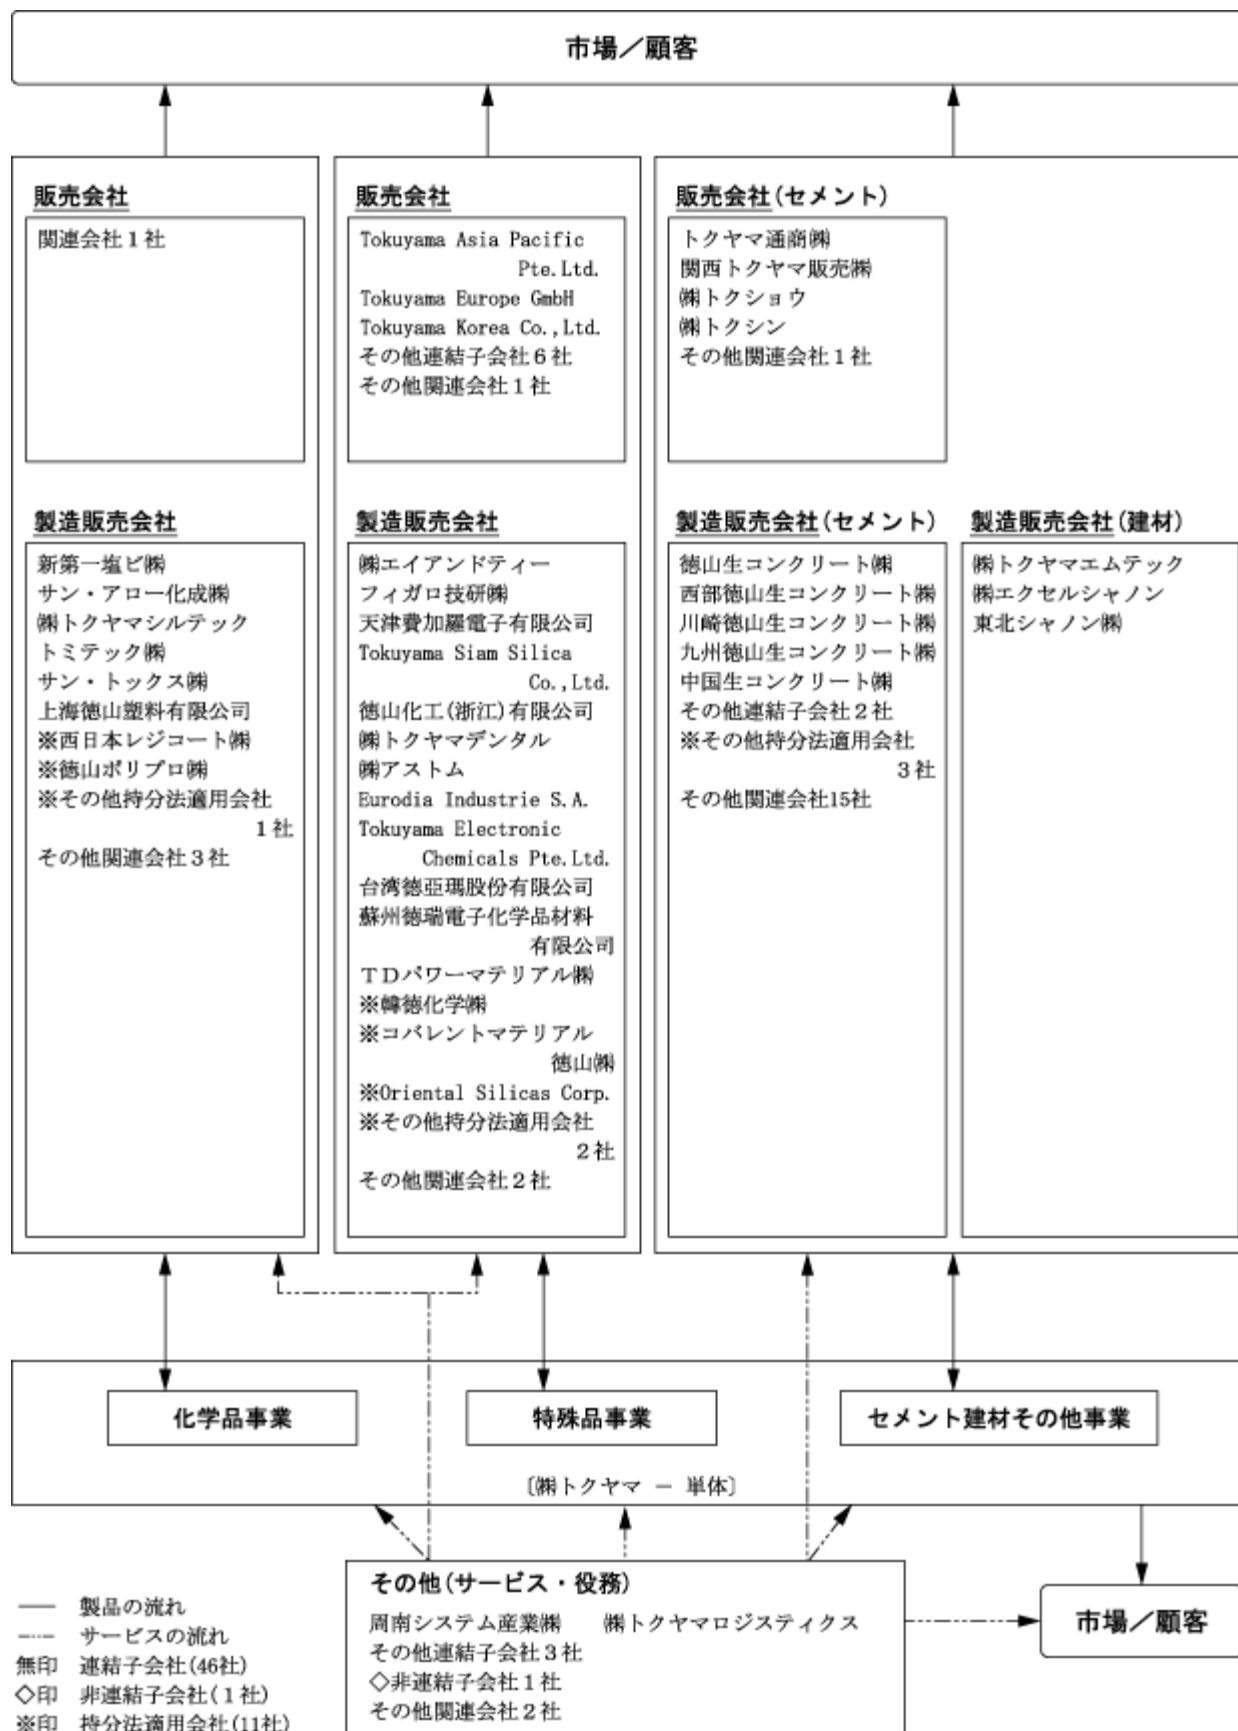 市場／顧客
販売会社
関連会社１社
製造販売会社
新第一塩ビ㈱
サン・アロー化成㈱
㈱トクヤマシルテック
トミテック㈱
サン・トックス㈱
上海徳山塑料有限公司
※西日本レジコート㈱
※徳山ポリプロ㈱
※その他持分法適用会社
１社
その他関連会社３社
販売会社
Tokuyama Asia Pacific
Pte.Ltd.
Tokuyama Europe GmbH
Tokuyama Korea Co.,Ltd.
その他連結子会社６社
その他関連会社１社
製造販売会社
㈱エイアンドティー
フィガロ技研㈱
天津費加羅電子有限公司
Tokuyama Siam Silica
Co.,Ltd.
徳山化工(浙江)有限公司
㈱トクヤマデンタル
㈱アストム
Eurodia Industrie S.A.
Tokuyama Electronic
Chemicals Pte.Ltd.
台湾徳亞瑪股份有限公司
蘇州徳瑞電子化学品材料
有限公司
ＴＤパワーマテリアル㈱
※韓徳化学㈱
※コバレントマテリアル
徳山㈱
※Oriental Silicas Corp.
※その他持分法適用会社
２社
その他関連会社２社
販売会社(セメント)
トクヤマ通商㈱
関西トクヤマ販売㈱
㈱トクショウ
㈱トクシン
その他関連会社１社
製造販売会社(セメント)
徳山生コンクリート㈱
西部徳山生コンクリート㈱
川崎徳山生コンクリート㈱
九州徳山生コンクリート㈱
中国生コンクリート㈱
その他連結子会社２社
※その他持分法適用会社
３社
その他関連会社15社
製造販売会社(建材)
㈱トクヤマエムテック
㈱エクセルシャノン
東北シャノン㈱
化学品事業
特殊品事業
セメント建材その他事業
〔㈱トクヤマ － 単体〕
その他(サービス・役務)
周南システム産業㈱　㈱トクヤマロジスティクス
その他連結子会社３社
◇非連結子会社１社
その他関連会社２社
市場／顧客
製品の流れ
サービスの流れ
無印　連結子会社(46社)
◇印　非連結子会社(１社)
※印　持分法適用会社(11社)